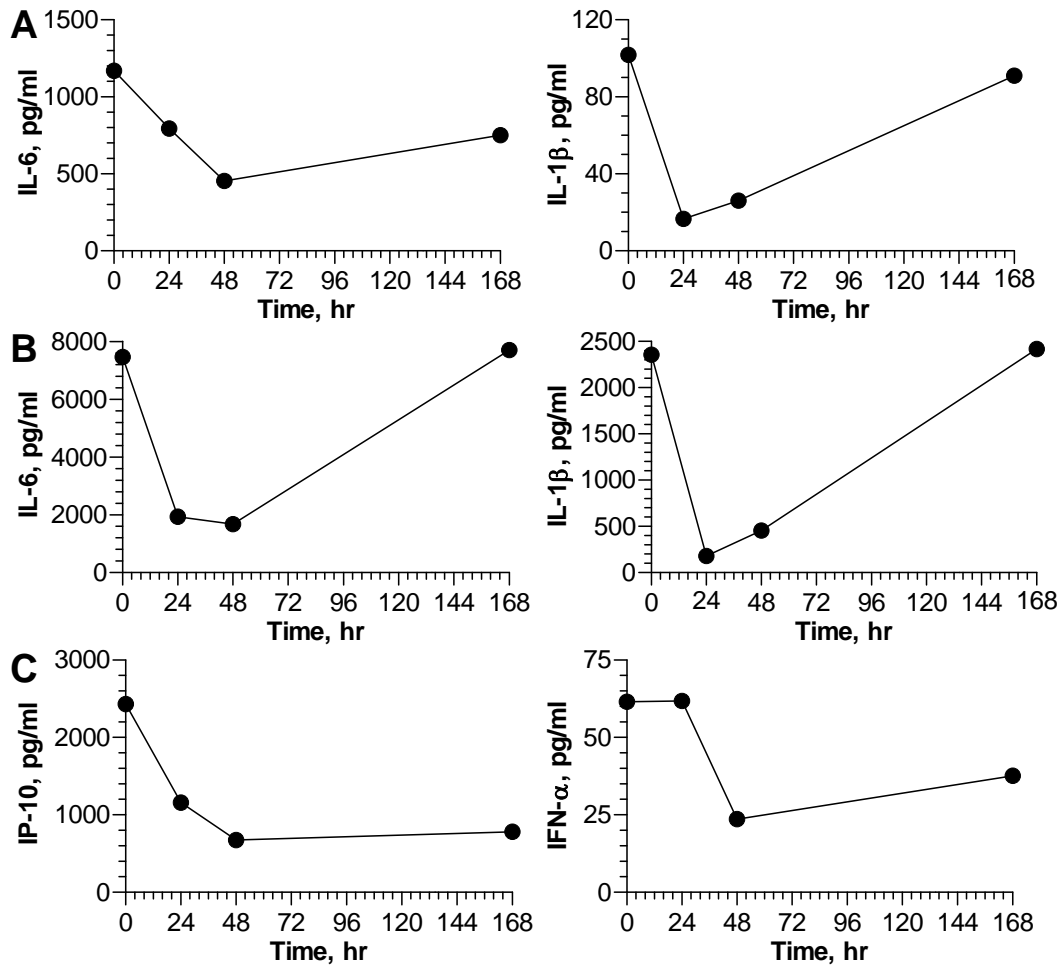 A
1500
1000
500
0
IL-6, pg/ml
0 24 48 72 96 120 144 168
Time, hr
120
80
40
0
IL-1β, pg/ml
0 24 48 72 96 120 144 168
Time, hr
B
8000
6000
4000
2000
0
IL-6, pg/ml
0 24 48 72 96 120 144 168
Time, hr
2500
2000
1500
1000
500
0
IL-1β, pg/ml
0 24 48 72 96 120 144 168
Time, hr
C
3000
2000
1000
0
IP-10, pg/ml
0 24 48 72 96 120 144 168
Time, hr
75
50
25
0
IFN-α, pg/ml
0 24 48 72 96 120 144 168
Time, hr